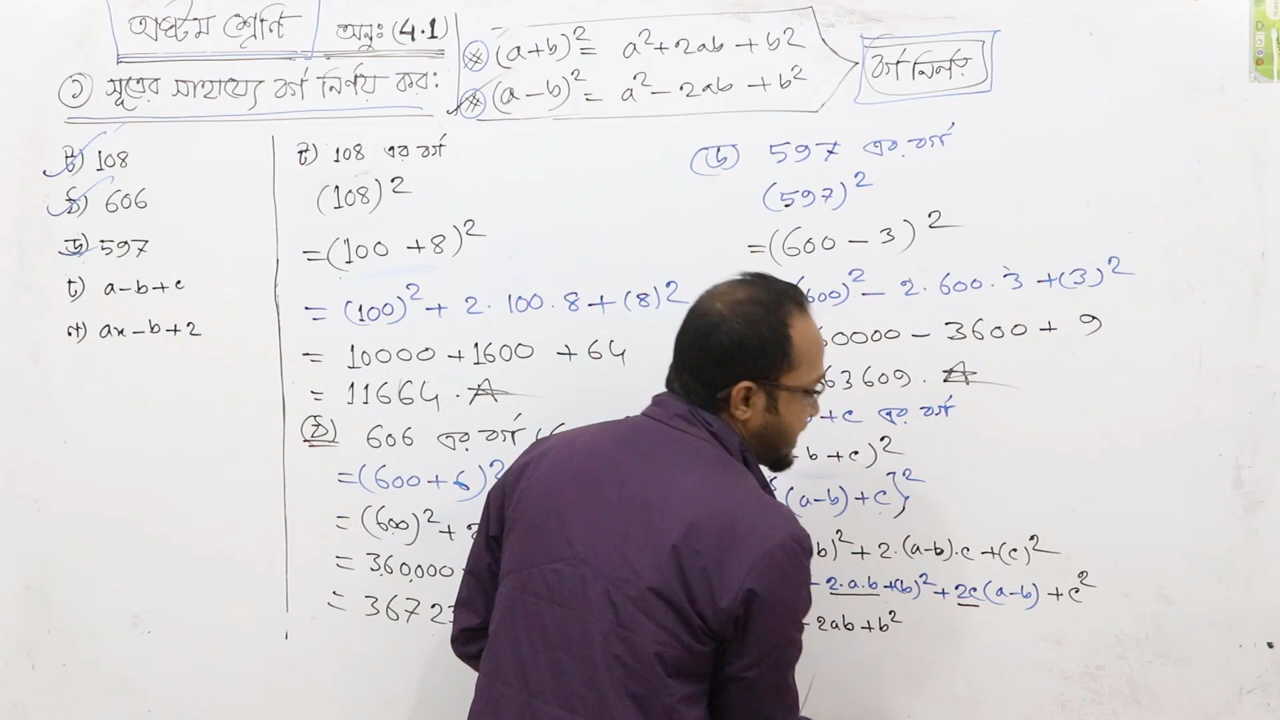 অষ্টম শ্রেণি অনুঃ (4.1)
১ সূত্রের সাহায্যে বর্গ নির্ণয় কর:
(a+b)² = a²+2ab+b2
(a-b)² = a²-2ab+b²
বর্গ নির্ণয়
ট) 108
ঠ) 606
ড) 597
ঢ) a-b+c
ণ) ax-b+2
ট) 108 এর বর্গ
(108)²
=(100+8)²
= (100)² + 2. 100. 8+(8)²
= 10000 +1600 +64
= 11664.
ঠ) 606 এর বর্গ
=(600+6)²
= (600)² +
= 360,000
= 3672
ড) 597 এর বর্গ
(597)²
=(600-3)²
600)² - 2. 600. 3 +(3)²
0000 - 3600 + 9
63609.
+c এর বর্গ
-b+c)²
(a-b)+c}²
b)²+2.(a-b).c+(c)²
- 2.a.b+(b)²+2c(a-b)+c²
- 2ab+b²